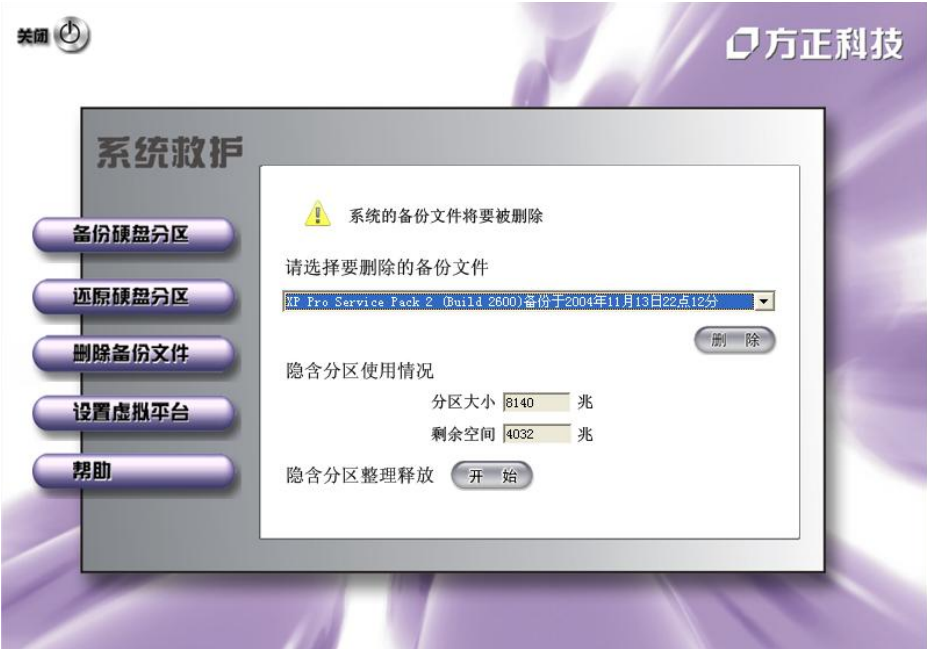 关闭
方正科技
系统救护
备份硬盘分区
还原硬盘分区
删除备份文件
设置虚拟平台
帮助
系统的备份文件将要被删除
请选择要删除的备份文件
XP Pro Service Pack 2 (Build 2600)备份于2004年11月13日22点12分
删 除
隐含分区使用情况
分区大小 8140 兆
剩余空间 4032 兆
隐含分区整理释放 开 始